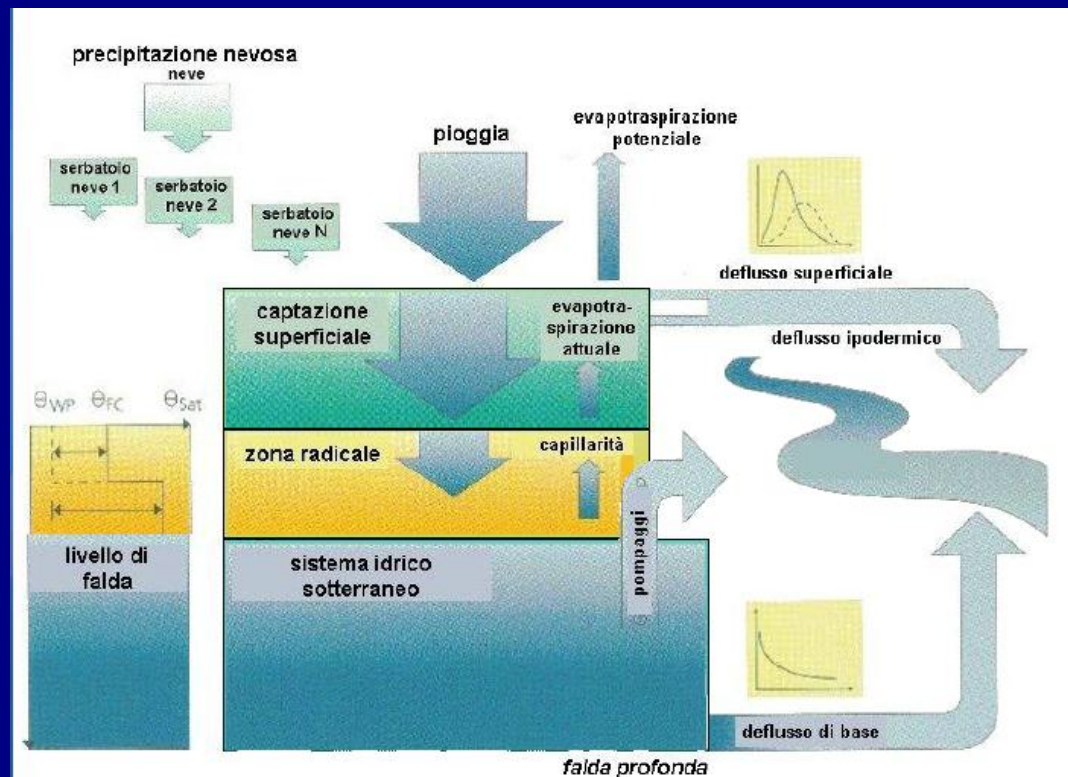 precipitazione nevosa
neve
serbatoio
neve 1
serbatoio
neve 2
serbatoio
neve N
pioggia
evapotraspirazione
potenziale
deflusso superficiale
deflusso ipodermico
captazione
superficiale
evapotra-
spirazione
attuale
θWP θFC θSat
zona radicale
capillarità
pompaggi
livello di
falda
sistema idrico
sotterraneo
deflusso di base
falda profonda